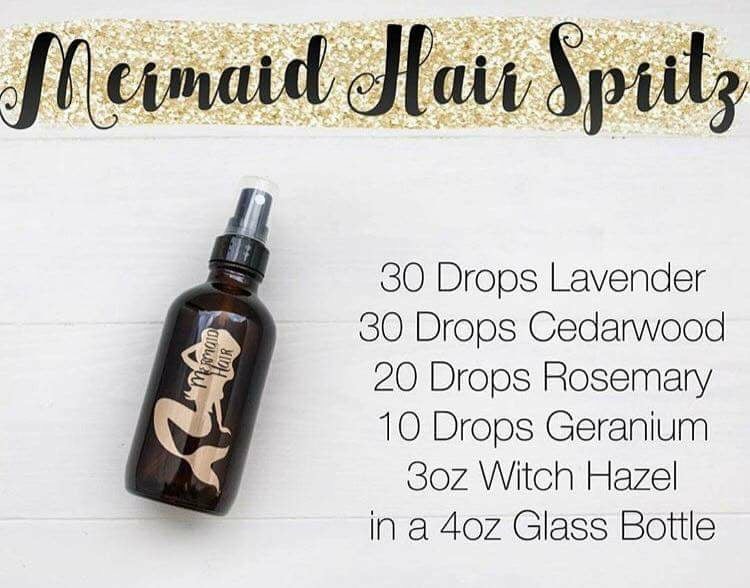 Mermaid Hair Spritz
Mermaid
Hair
30 Drops Lavender
30 Drops Cedarwood
20 Drops Rosemary
10 Drops Geranium
3oz Witch Hazel
in a 4oz Glass Bottle